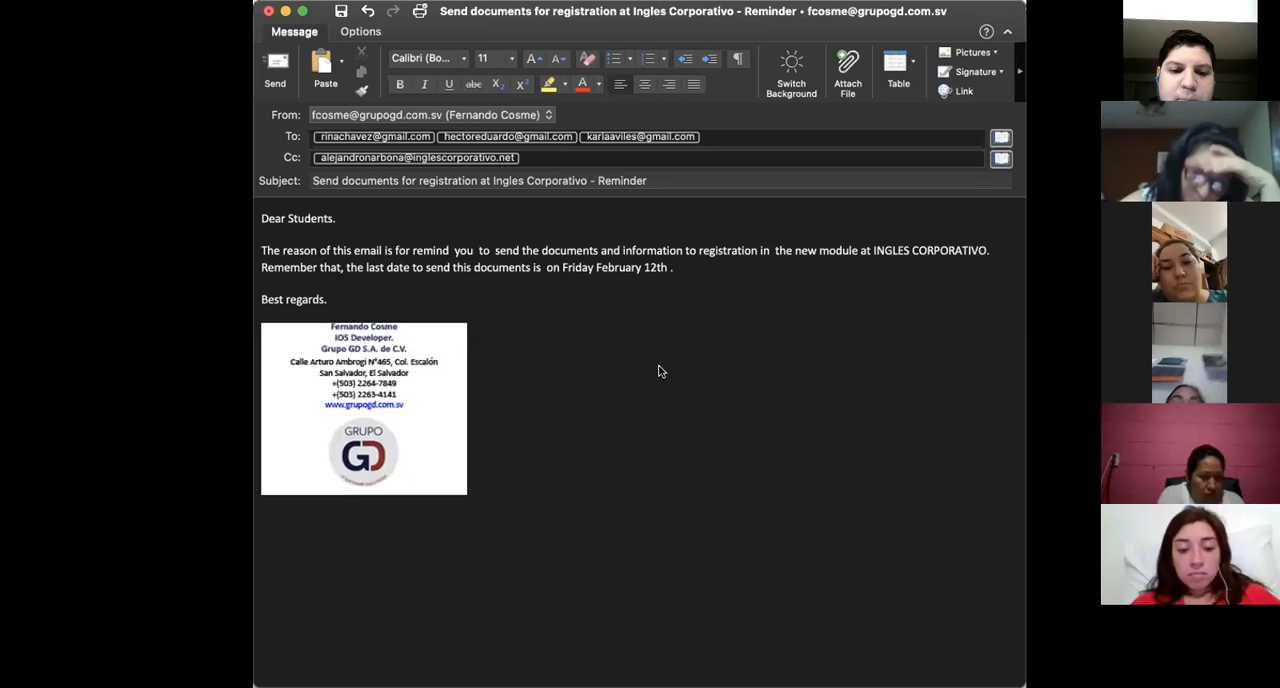 Send documents for registration at Ingles Corporativo - Reminder • fcosme@grupogd.com.sv
Message Options
Send
Paste
Calibri (Bo... 11
A A
B I U abc X₂ X² A
Switch Background
Attach File
Table
Pictures
Signature
Link
From: fcosme@grupogd.com.sv (Fernando Cosme)
To: rinachavez@gmail.com hectoreduardo@gmail.com karlaaviles@gmail.com
Cc: alejandronarbona@inglescorporativo.net
Subject: Send documents for registration at Ingles Corporativo - Reminder
Dear Students.
The reason of this email is for remind you to send the documents and information to registration in the new module at INGLES CORPORATIVO.
Remember that, the last date to send this documents is on Friday February 12th .
Best regards.
Fernando Cosme
IOS Developer.
Grupo GD S.A. de C.V.
Calle Arturo Ambrogi N°465, Col. Escalón
San Salvador, El Salvador
+(503) 2264-7849
+(503) 2263-4141
www.grupogd.com.sv
GRUPO
GD